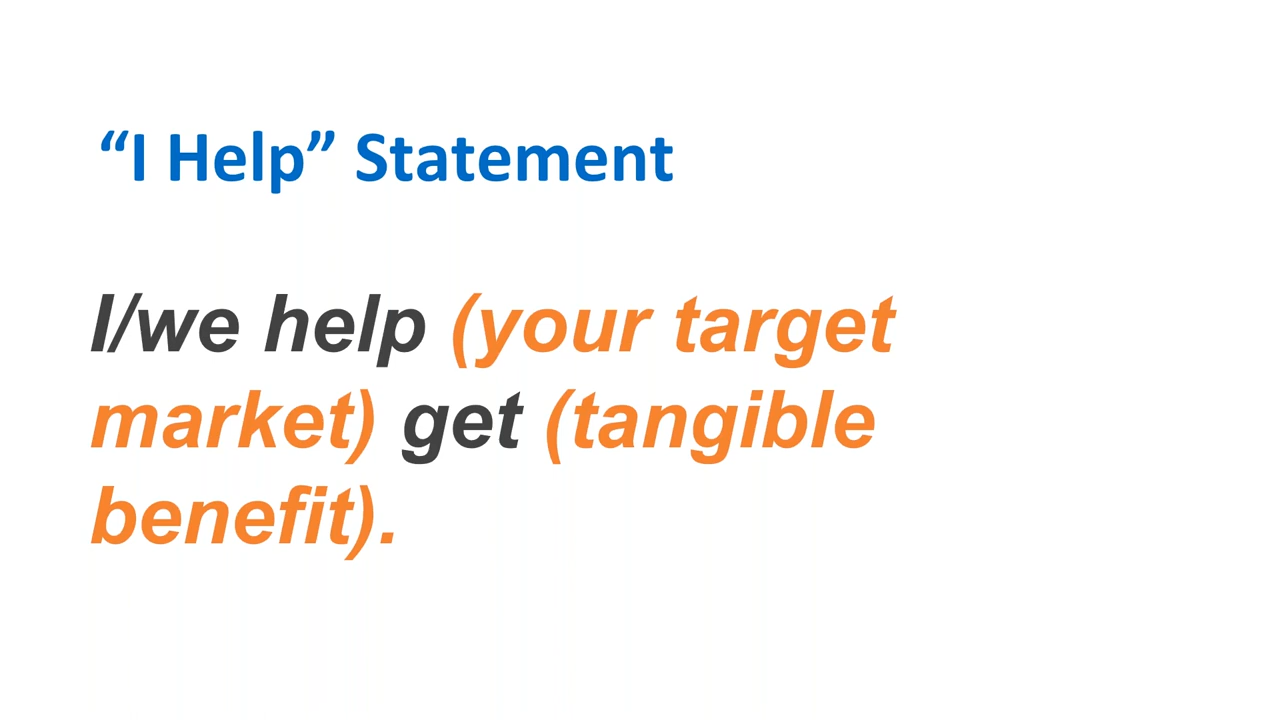 “I Help” Statement
I/we help (your target
market) get (tangible
benefit).